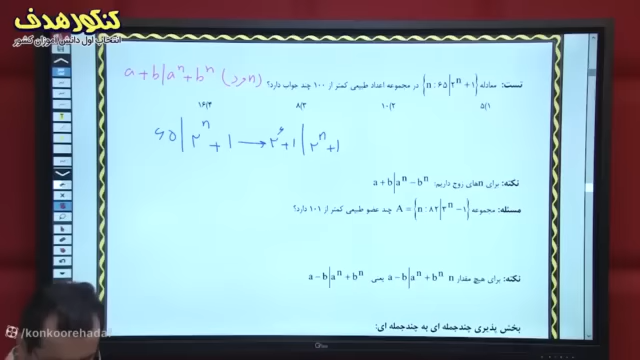 کنکور هدف
انتخاب اول دانش آموزان کشور
a + b | aⁿ + bⁿ (n فرد)
تست: معادله {n : ۶۵ | ۲ⁿ + ۱} در مجموعه اعداد طبیعی کمتر از ۱۰۰ چند جواب دارد؟
۱) ۵ ۲) ۱۰ ۳) ۸ ۴) ۱۶
۶۵ | ۲ⁿ + ۱ → ۲⁶ + ۱ | ۲ⁿ + ۱
نکته: برای nهای زوج داریم: a + b | aⁿ − bⁿ
مسئله: مجموعه A = {n : ۸۲ | ۳ⁿ − ۱} چند عضو طبیعی کمتر از ۱۰۱ دارد؟
نکته: برای هیچ مقدار n a − b | aⁿ + bⁿ یعنی a − b ∤ aⁿ + bⁿ
بخش پذیری چندجمله ای به چندجمله ای:
/konkoorehadaf